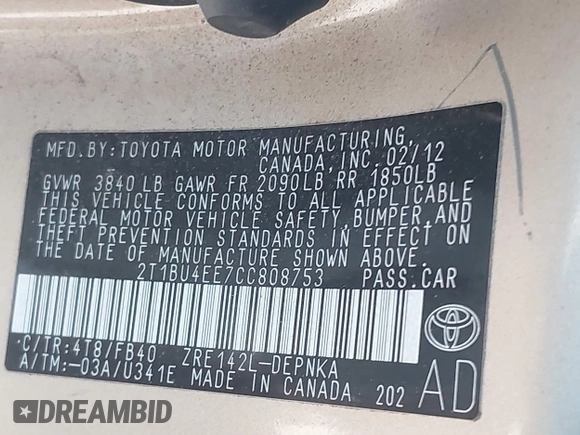 MFD.BY:TOYOTA MOTOR MANUFACTURING,
CANADA,INC. 02/12
GVWR 3840 LB GAWR FR 2090LB RR 1850LB
THIS VEHICLE CONFORMS TO ALL APPLICABLE
FEDERAL MOTOR VEHICLE SAFETY, BUMPER, AND
THEFT PREVENTION STANDARDS IN EFFECT ON
THE DATE OF MANUFACTURE SHOWN ABOVE.
2T1BU4EE7CC808753 PASS.CAR
C/TR:4T8/FB40 ZRE142L-DEPNKA
A/TM:-03A/U341E MADE IN CANADA 202
AD
DREAMBID